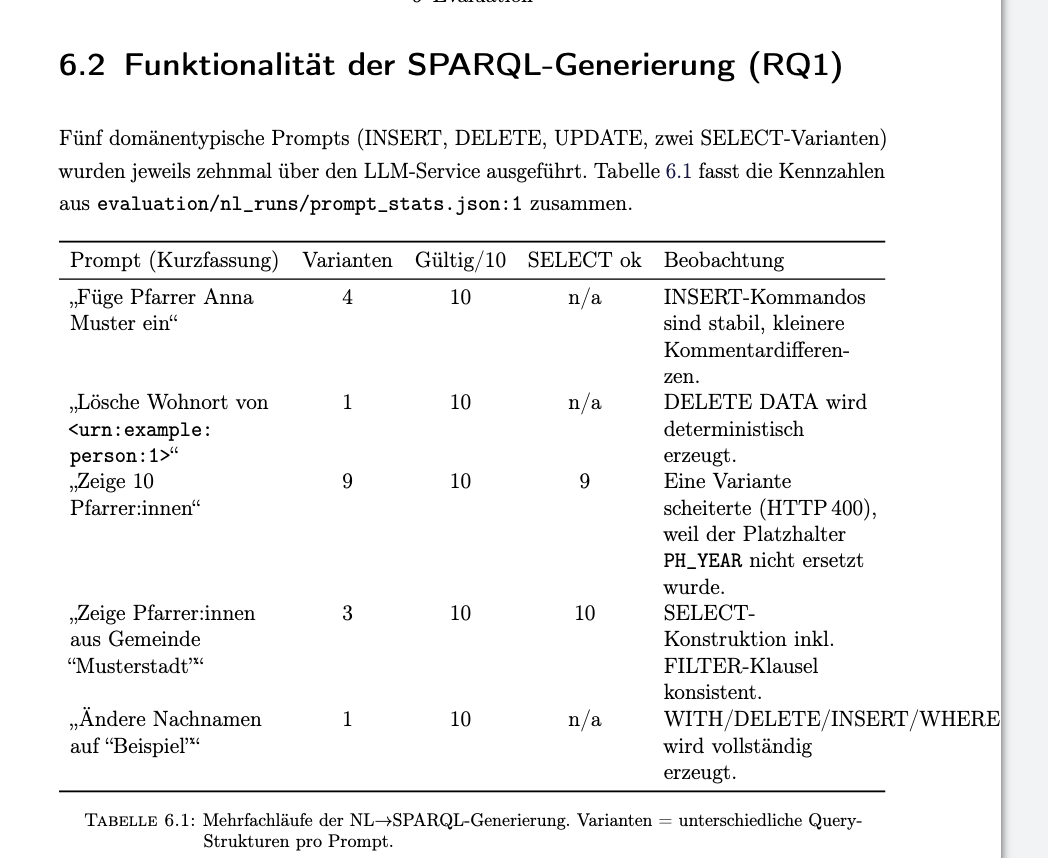 6.2 Funktionalität der SPARQL-Generierung (RQ1)
Fünf domänentypische Prompts (INSERT, DELETE, UPDATE, zwei SELECT-Varianten)
wurden jeweils zehnmal über den LLM-Service ausgeführt. Tabelle 6.1 fasst die Kennzahlen
aus evaluation/nl_runs/prompt_stats.json:1 zusammen.
Prompt (Kurzfassung) Varianten Gültig/10 SELECT ok Beobachtung
„Füge Pfarrer Anna 4 10 n/a INSERT-Kommandos
Muster ein“ sind stabil, kleinere
Kommentardifferen-
zen.
„Lösche Wohnort von 1 10 n/a DELETE DATA wird
<urn:example: deterministisch
person:1>“ erzeugt.
„Zeige 10 9 10 9 Eine Variante
Pfarrer:innen“ scheiterte (HTTP 400),
weil der Platzhalter
PH_YEAR nicht ersetzt
wurde.
„Zeige Pfarrer:innen 3 10 10 SELECT-
aus Gemeinde Konstruktion inkl.
“Musterstadt”“ FILTER-Klausel
konsistent.
„Ändere Nachnamen 1 10 n/a WITH/DELETE/INSERT/WHERE
auf “Beispiel”“ wird vollständig
erzeugt.
TABELLE 6.1: Mehrfachläufe der NL→SPARQL-Generierung. Varianten = unterschiedliche Query-
Strukturen pro Prompt.